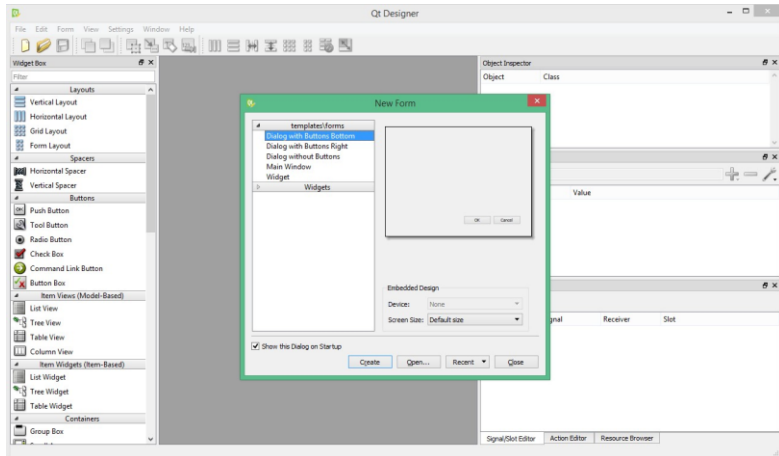 Qt Designer
File Edit Form View Settings Window Help
Widget Box
Filter
Layouts
Vertical Layout
Horizontal Layout
Grid Layout
Form Layout
Spacers
Horizontal Spacer
Vertical Spacer
Buttons
Push Button
Tool Button
Radio Button
Check Box
Command Link Button
Button Box
Item Views (Model-Based)
List View
Tree View
Table View
Column View
Item Widgets (Item-Based)
List Widget
Tree Widget
Table Widget
Containers
Group Box
New Form
templates\forms
Dialog with Buttons Bottom
Dialog with Buttons Right
Dialog without Buttons
Main Window
Widget
Widgets
OK Cancel
Embedded Design
Device: None
Screen Size: Default size
Show this Dialog on Startup
Create Open... Recent Close
Object Inspector
Object Class
Value
Receiver Slot
Signal/Slot Editor Action Editor Resource Browser